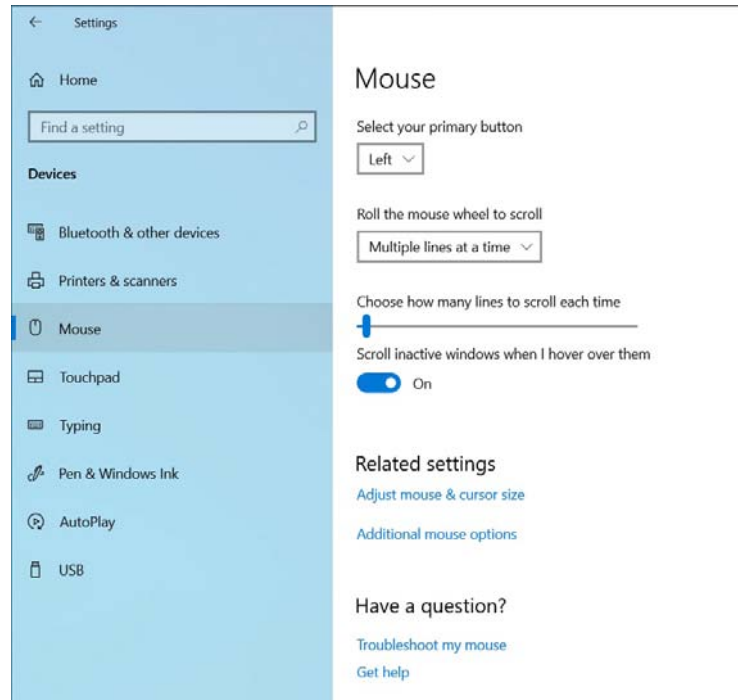 Settings
Home
Find a setting
Devices
Bluetooth & other devices
Printers & scanners
Mouse
Touchpad
Typing
Pen & Windows Ink
AutoPlay
USB
Mouse
Select your primary button
Left
Roll the mouse wheel to scroll
Multiple lines at a time
Choose how many lines to scroll each time
Scroll inactive windows when I hover over them
On
Related settings
Adjust mouse & cursor size
Additional mouse options
Have a question?
Troubleshoot my mouse
Get help